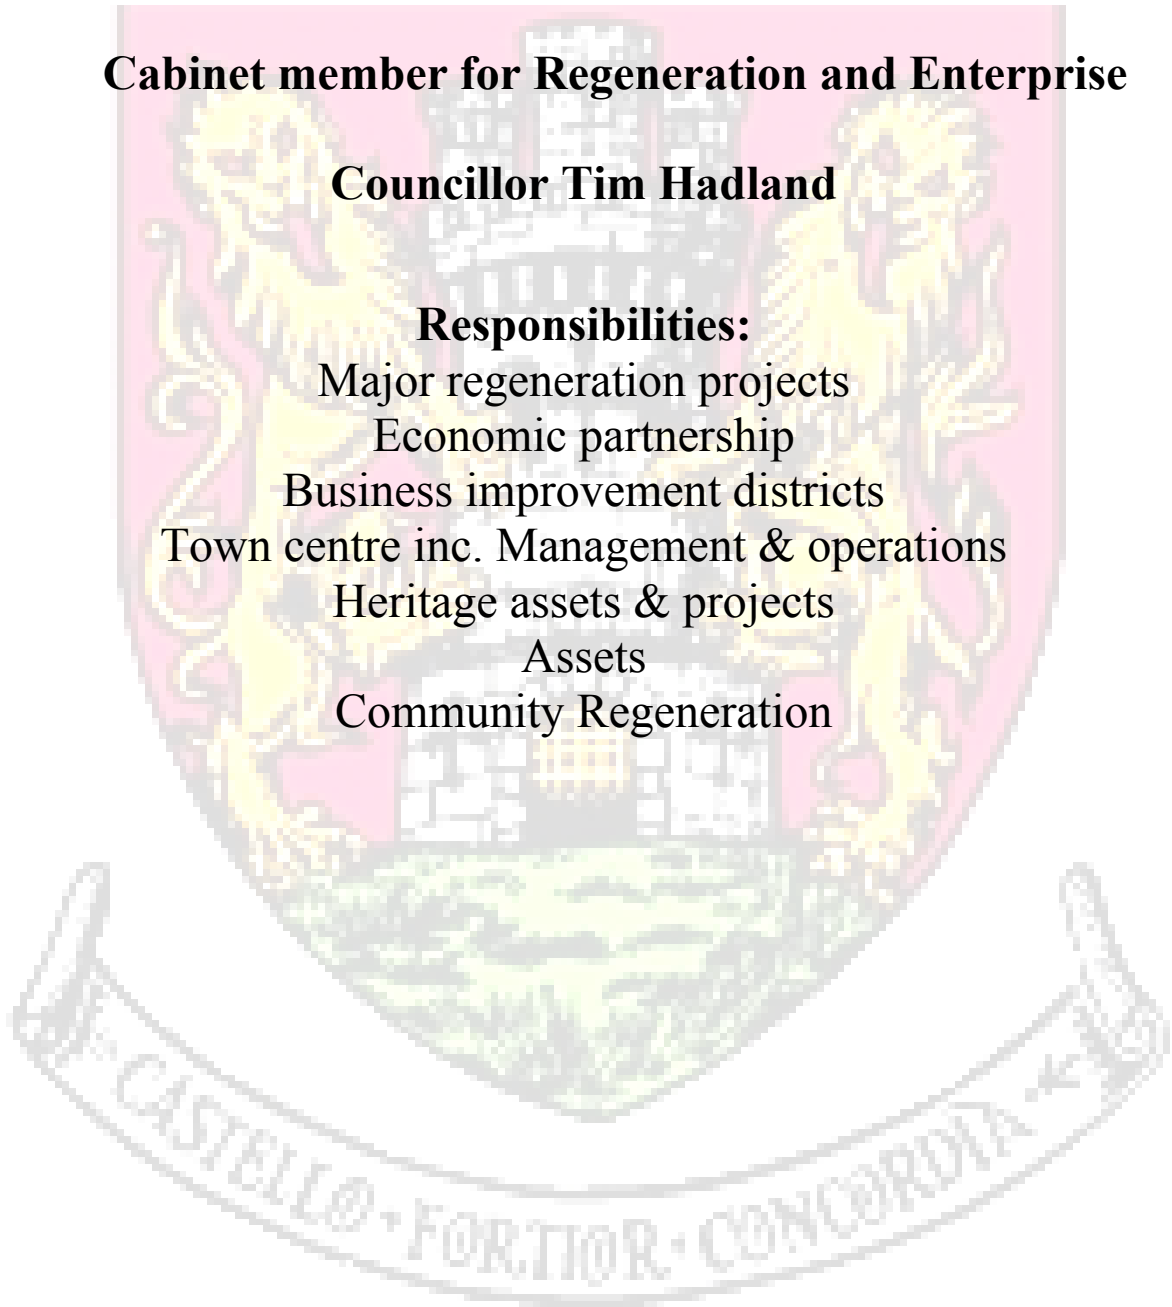 Cabinet member for Regeneration and Enterprise
Councillor Tim Hadland
Responsibilities:
Major regeneration projects
Economic partnership
Business improvement districts
Town centre inc. Management & operations
Heritage assets & projects
Assets
Community Regeneration
CASTELLO · FORTIOR · CONCORDIA